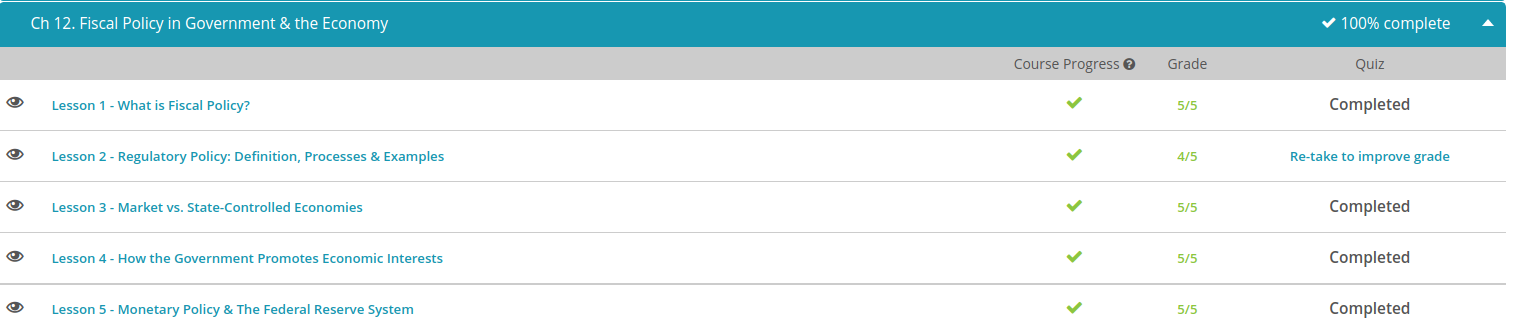 Ch 12. Fiscal Policy in Government & the Economy 100% complete
Course Progress Grade Quiz
Lesson 1 - What is Fiscal Policy? 5/5 Completed
Lesson 2 - Regulatory Policy: Definition, Processes & Examples 4/5 Re-take to improve grade
Lesson 3 - Market vs. State-Controlled Economies 5/5 Completed
Lesson 4 - How the Government Promotes Economic Interests 5/5 Completed
Lesson 5 - Monetary Policy & The Federal Reserve System 5/5 Completed